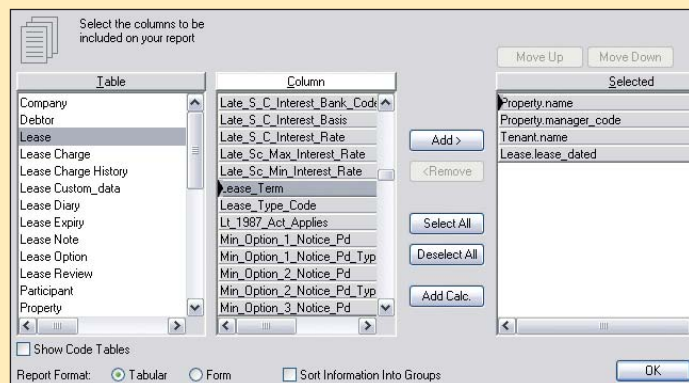 Select the columns to be
included on your report
Move Up Move Down
Table
Company
Debtor
Lease
Lease Charge
Lease Charge History
Lease Custom_data
Lease Diary
Lease Expiry
Lease Note
Lease Option
Lease Review
Participant
Property
Column
Late_S_C_Interest_Bank_Code
Late_S_C_Interest_Basis
Late_S_C_Interest_Rate
Late_Sc_Max_Interest_Rate
Late_Sc_Min_Interest_Rate
Lease_Term
Lease_Type_Code
Lt_1987_Act_Applies
Min_Option_1_Notice_Pd
Min_Option_1_Notice_Pd_Typ
Min_Option_2_Notice_Pd
Min_Option_2_Notice_Pd_Typ
Min_Option_3_Notice_Pd
Add >
<Remove
Select All
Deselect All
Add Calc.
Selected
Property.name
Property.manager_code
Tenant.name
Lease.lease_dated
Show Code Tables
Report Format: Tabular Form Sort Information Into Groups
OK